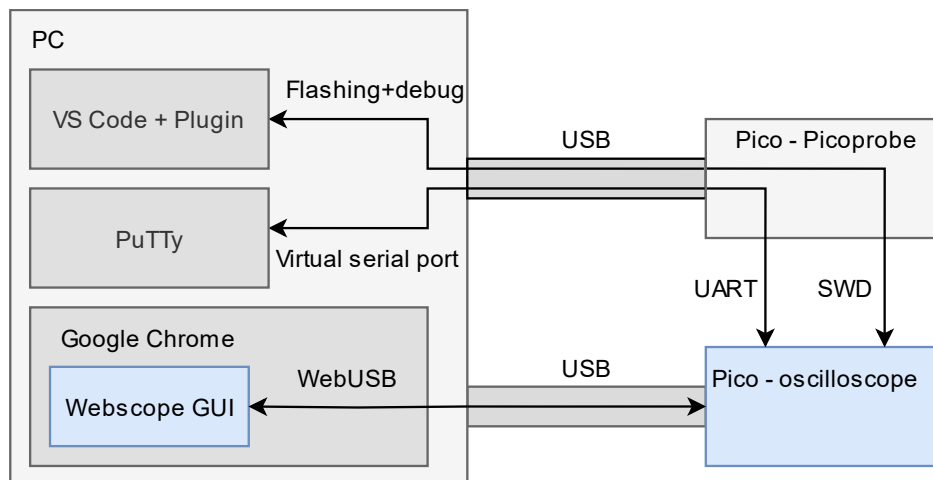 PC
Flashing+debug
VS Code + Plugin
USB
Pico - Picoprobe
PuTTy
Virtual serial port
UART
SWD
Google Chrome
WebUSB
USB
Pico - oscilloscope
Webscope GUI